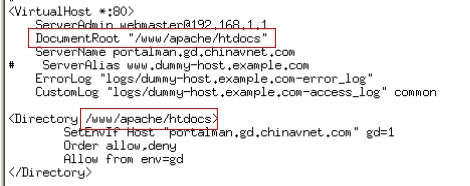 <VirtualHost *:80>
ServerAdmin webmaster@192.168.1.1
DocumentRoot "/www/apache/htdocs"
ServerName portalman.gd.chinavnet.com
# ServerAlias www.dummy-host.example.com
ErrorLog "logs/dummy-host.example.com-error_log"
CustomLog "logs/dummy-host.example.com-access_log" common
<Directory /www/apache/htdocs>
SetEnvIf Host "portalman.gd.chinavnet.com" gd=1
Order allow,deny
Allow from env=gd
</Directory>